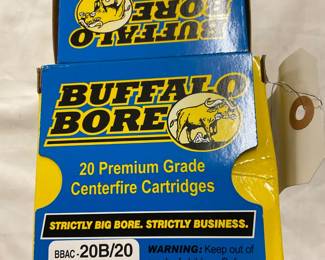 BUFFALO
BORE
BUFFALO
BORE
20 Premium Grade
Centerfire Cartridges
STRICTLY BIG BORE. STRICTLY BUSINESS.
BBAC-20B/20
WARNING: Keep out of